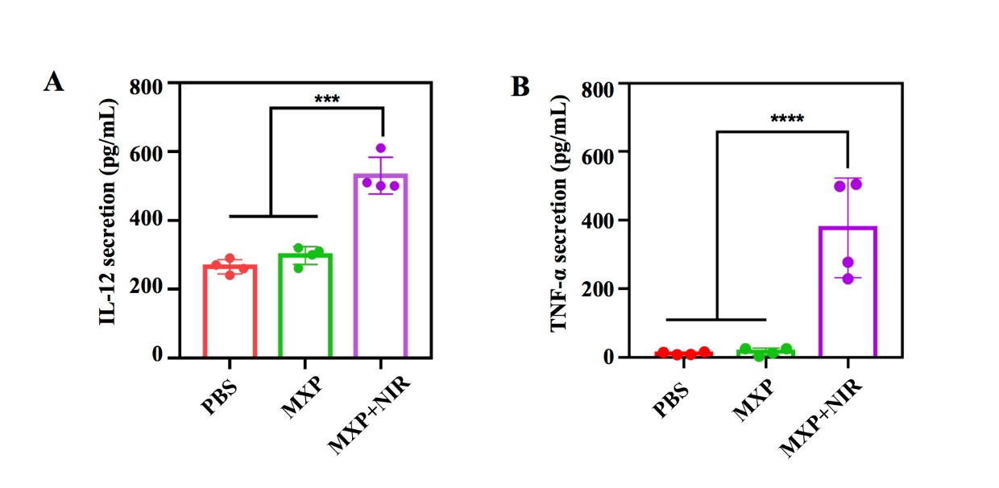 A
IL-12 secretion (pg/mL)
800
600
400
200
0
***
PBS
MXP
MXP+NIR
B
TNF-α secretion (pg/mL)
800
600
400
200
0
****
PBS
MXP
MXP+NIR